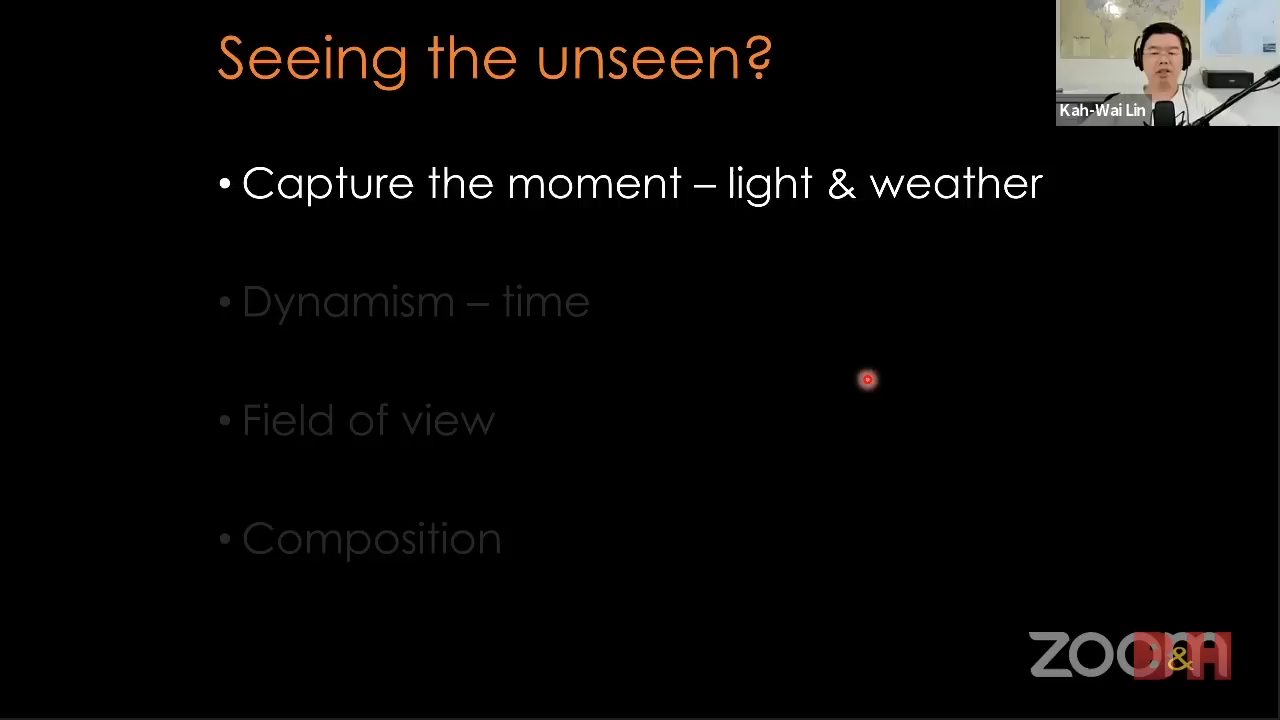 Seeing the unseen?
Kah-Wai Lin
• Capture the moment – light & weather
• Dynamism – time
• Field of view
• Composition
zoom
B&H